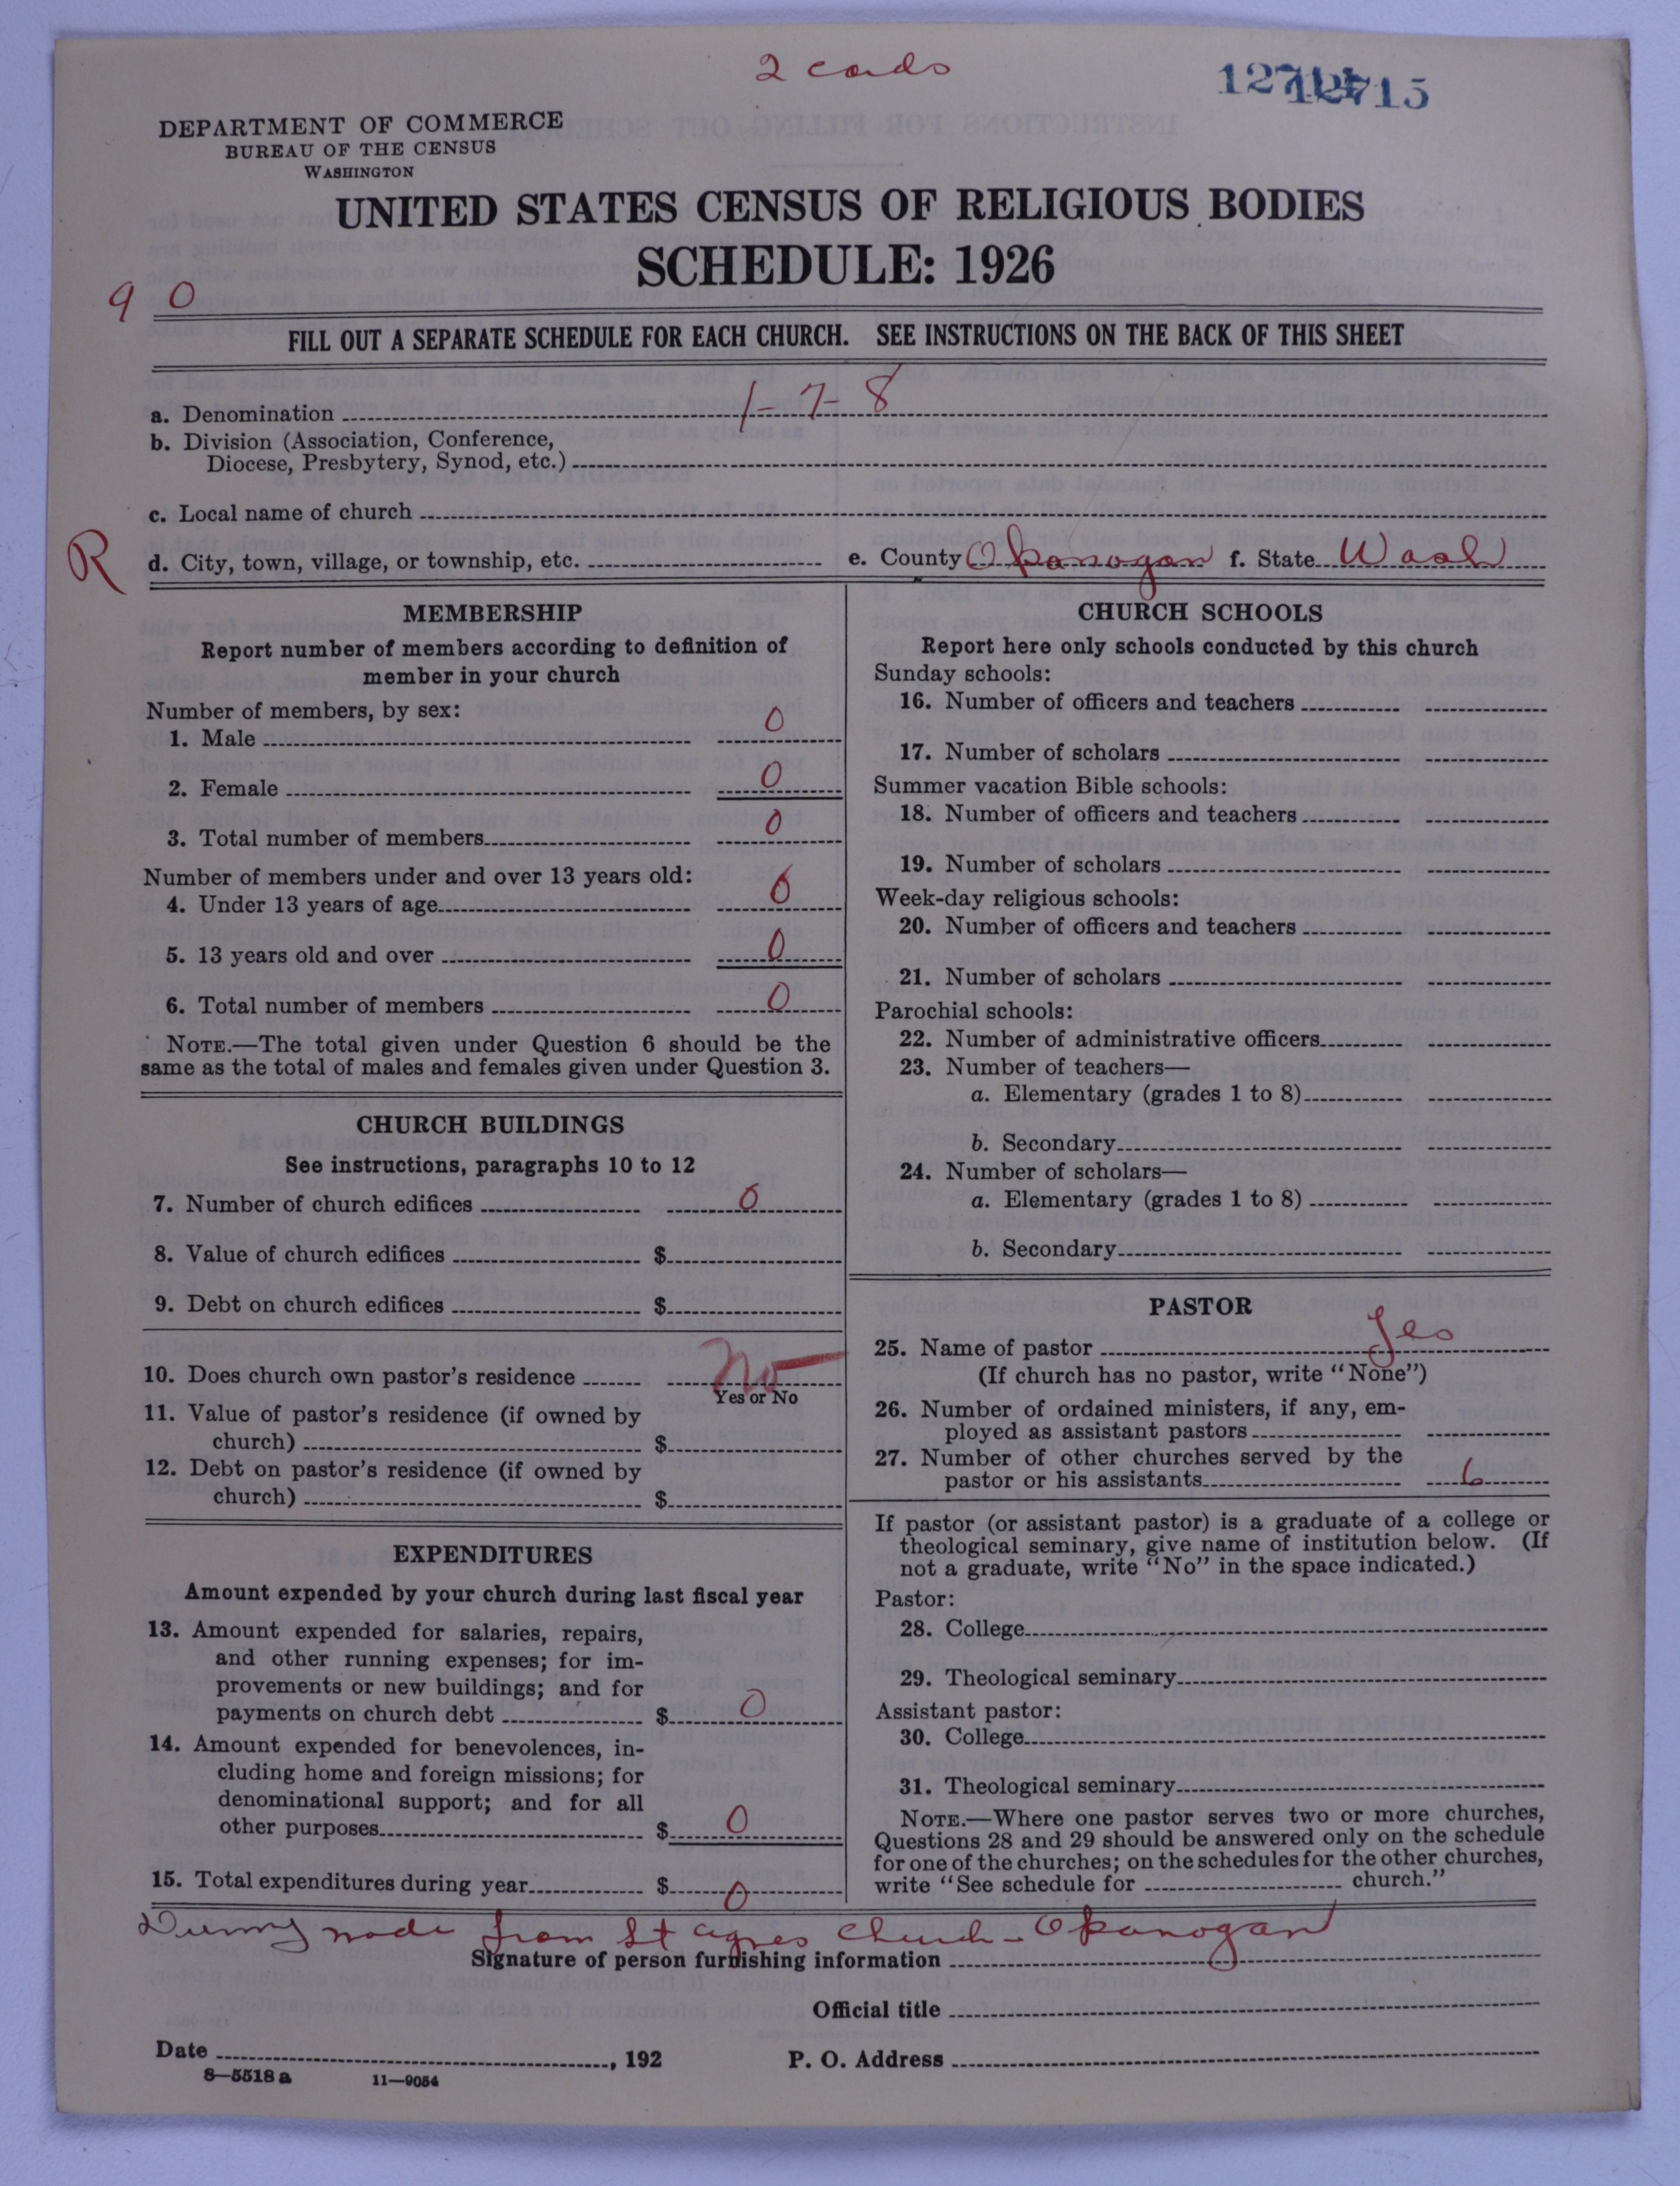 2 cards
12715
DEPARTMENT OF COMMERCE
BUREAU OF THE CENSUS
WASHINGTON
UNITED STATES CENSUS OF RELIGIOUS BODIES
SCHEDULE: 1926
9 0
FILL OUT A SEPARATE SCHEDULE FOR EACH CHURCH. SEE INSTRUCTIONS ON THE BACK OF THIS SHEET
a. Denomination 1-7-8
b. Division (Association, Conference,
Diocese, Presbytery, Synod, etc.)
c. Local name of church
R
d. City, town, village, or township, etc. e. County Okanogan f. State Wash
MEMBERSHIP
Report number of members according to definition of
member in your church
Number of members, by sex:
1. Male 0
2. Female 0
3. Total number of members 0
Number of members under and over 13 years old:
4. Under 13 years of age 0
5. 13 years old and over 0
6. Total number of members 0
NOTE.—The total given under Question 6 should be the
same as the total of males and females given under Question 3.
CHURCH BUILDINGS
See instructions, paragraphs 10 to 12
7. Number of church edifices 0
8. Value of church edifices $
9. Debt on church edifices $
10. Does church own pastor's residence No
Yes or No
11. Value of pastor's residence (if owned by
church) $
12. Debt on pastor's residence (if owned by
church) $
EXPENDITURES
Amount expended by your church during last fiscal year
13. Amount expended for salaries, repairs,
and other running expenses; for im-
provements or new buildings; and for
payments on church debt $ 0
14. Amount expended for benevolences, in-
cluding home and foreign missions; for
denominational support; and for all
other purposes $ 0
15. Total expenditures during year $ 0
CHURCH SCHOOLS
Report here only schools conducted by this church
Sunday schools:
16. Number of officers and teachers
17. Number of scholars
Summer vacation Bible schools:
18. Number of officers and teachers
19. Number of scholars
Week-day religious schools:
20. Number of officers and teachers
21. Number of scholars
Parochial schools:
22. Number of administrative officers
23. Number of teachers—
a. Elementary (grades 1 to 8)
b. Secondary
24. Number of scholars—
a. Elementary (grades 1 to 8)
b. Secondary
PASTOR
25. Name of pastor Yes
(If church has no pastor, write "None")
26. Number of ordained ministers, if any, em-
ployed as assistant pastors
27. Number of other churches served by the
pastor or his assistants 6
If pastor (or assistant pastor) is a graduate of a college or
theological seminary, give name of institution below. (If
not a graduate, write "No" in the space indicated.)
Pastor:
28. College
29. Theological seminary
Assistant pastor:
30. College
31. Theological seminary
NOTE.—Where one pastor serves two or more churches,
Questions 28 and 29 should be answered only on the schedule
for one of the churches; on the schedules for the other churches,
write "See schedule for church."
Dummy made from St Agnes Church - Okanogan
Signature of person furnishing information
Official title
Date , 192 P. O. Address
8—5518 a 11—9054